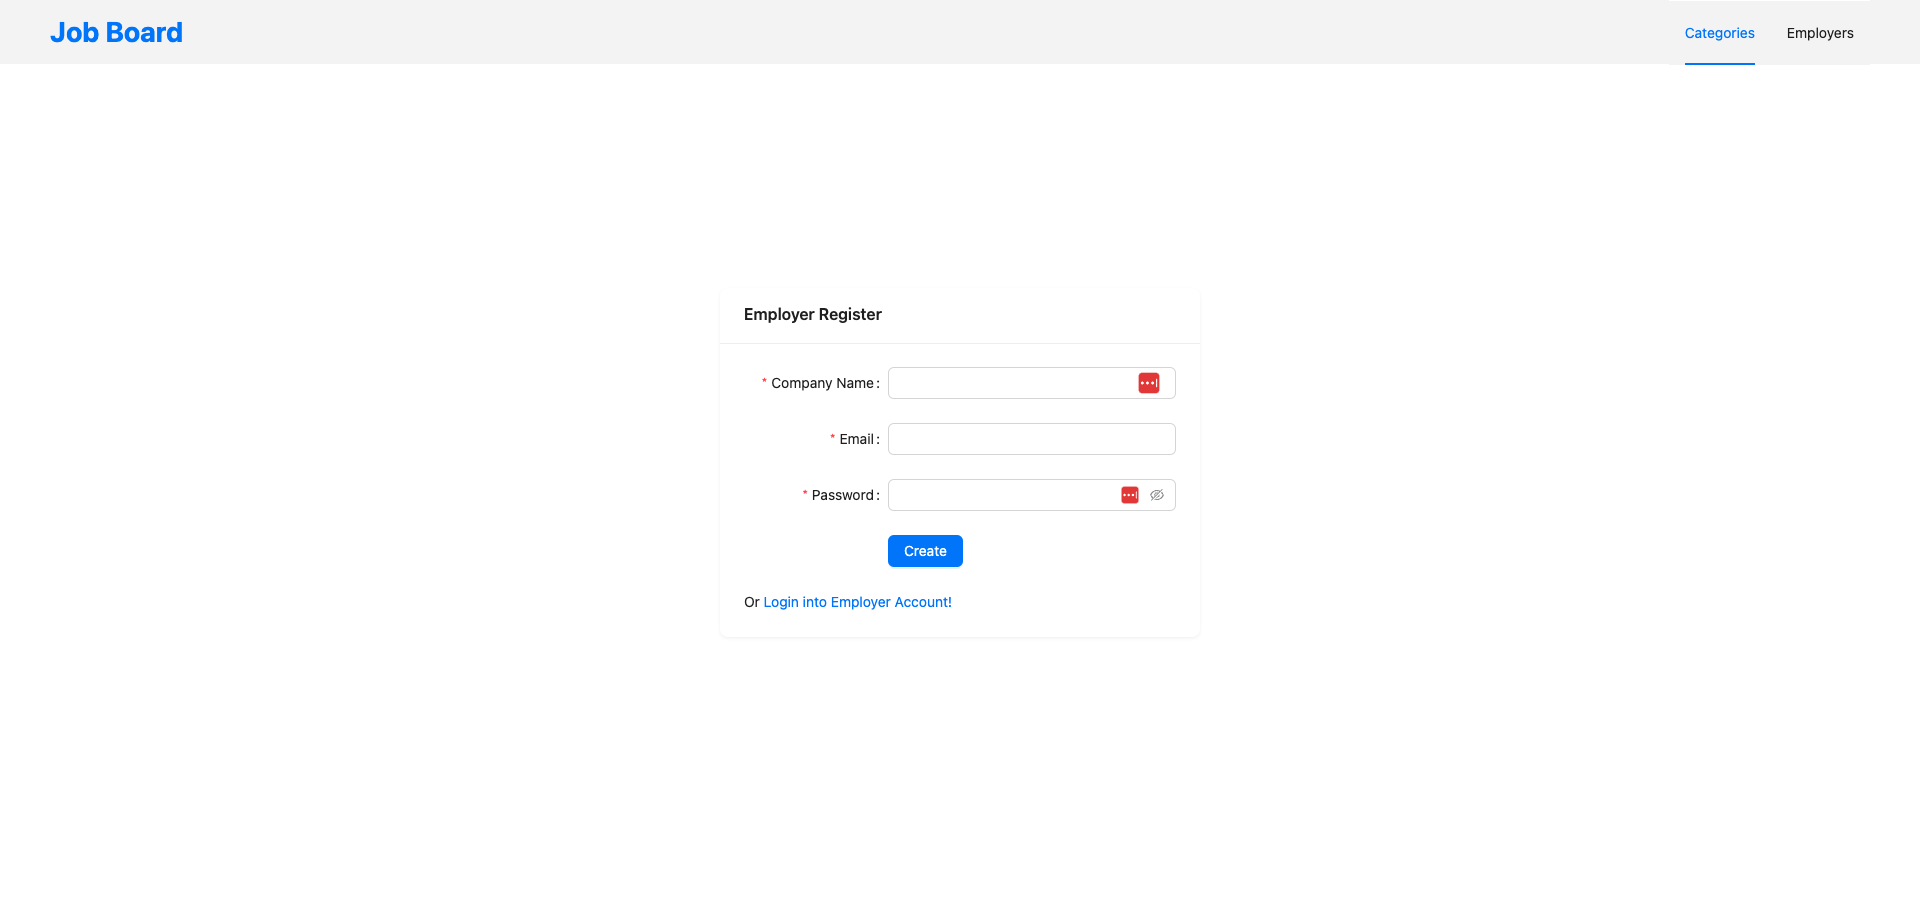 Job Board
Categories
Employers
Employer Register
* Company Name:
* Email:
* Password:
Create
Or Login into Employer Account!